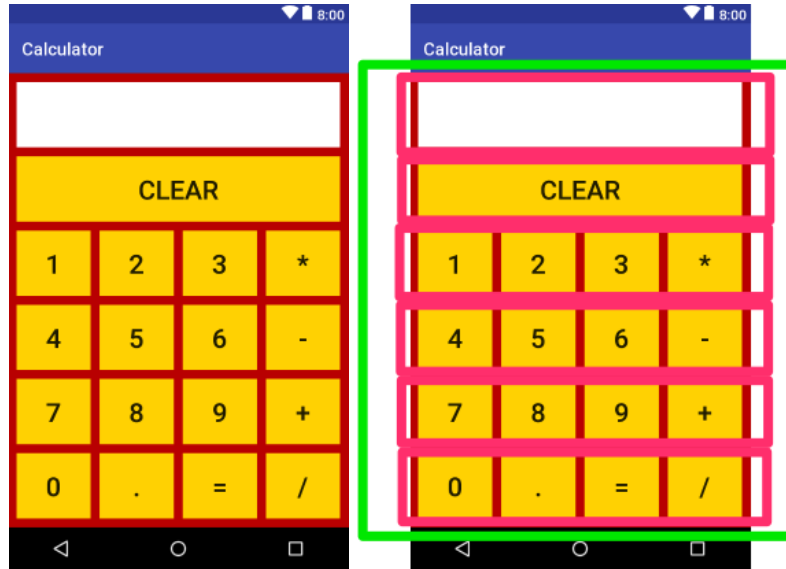 8:00
Calculator
CLEAR
1 2 3 *
4 5 6 -
7 8 9 +
0 . = /
8:00
Calculator
CLEAR
1 2 3 *
4 5 6 -
7 8 9 +
0 . = /